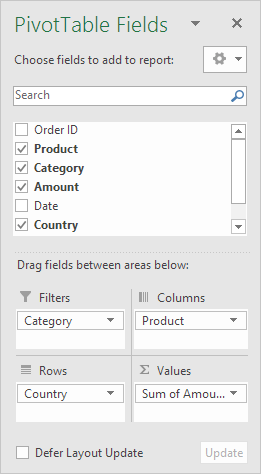 PivotTable Fields
Choose fields to add to report:
Search
Order ID
Product
Category
Amount
Date
Country
Drag fields between areas below:
Filters
Columns
Category
Product
Rows
Σ Values
Country
Sum of Amou...
Defer Layout Update
Update